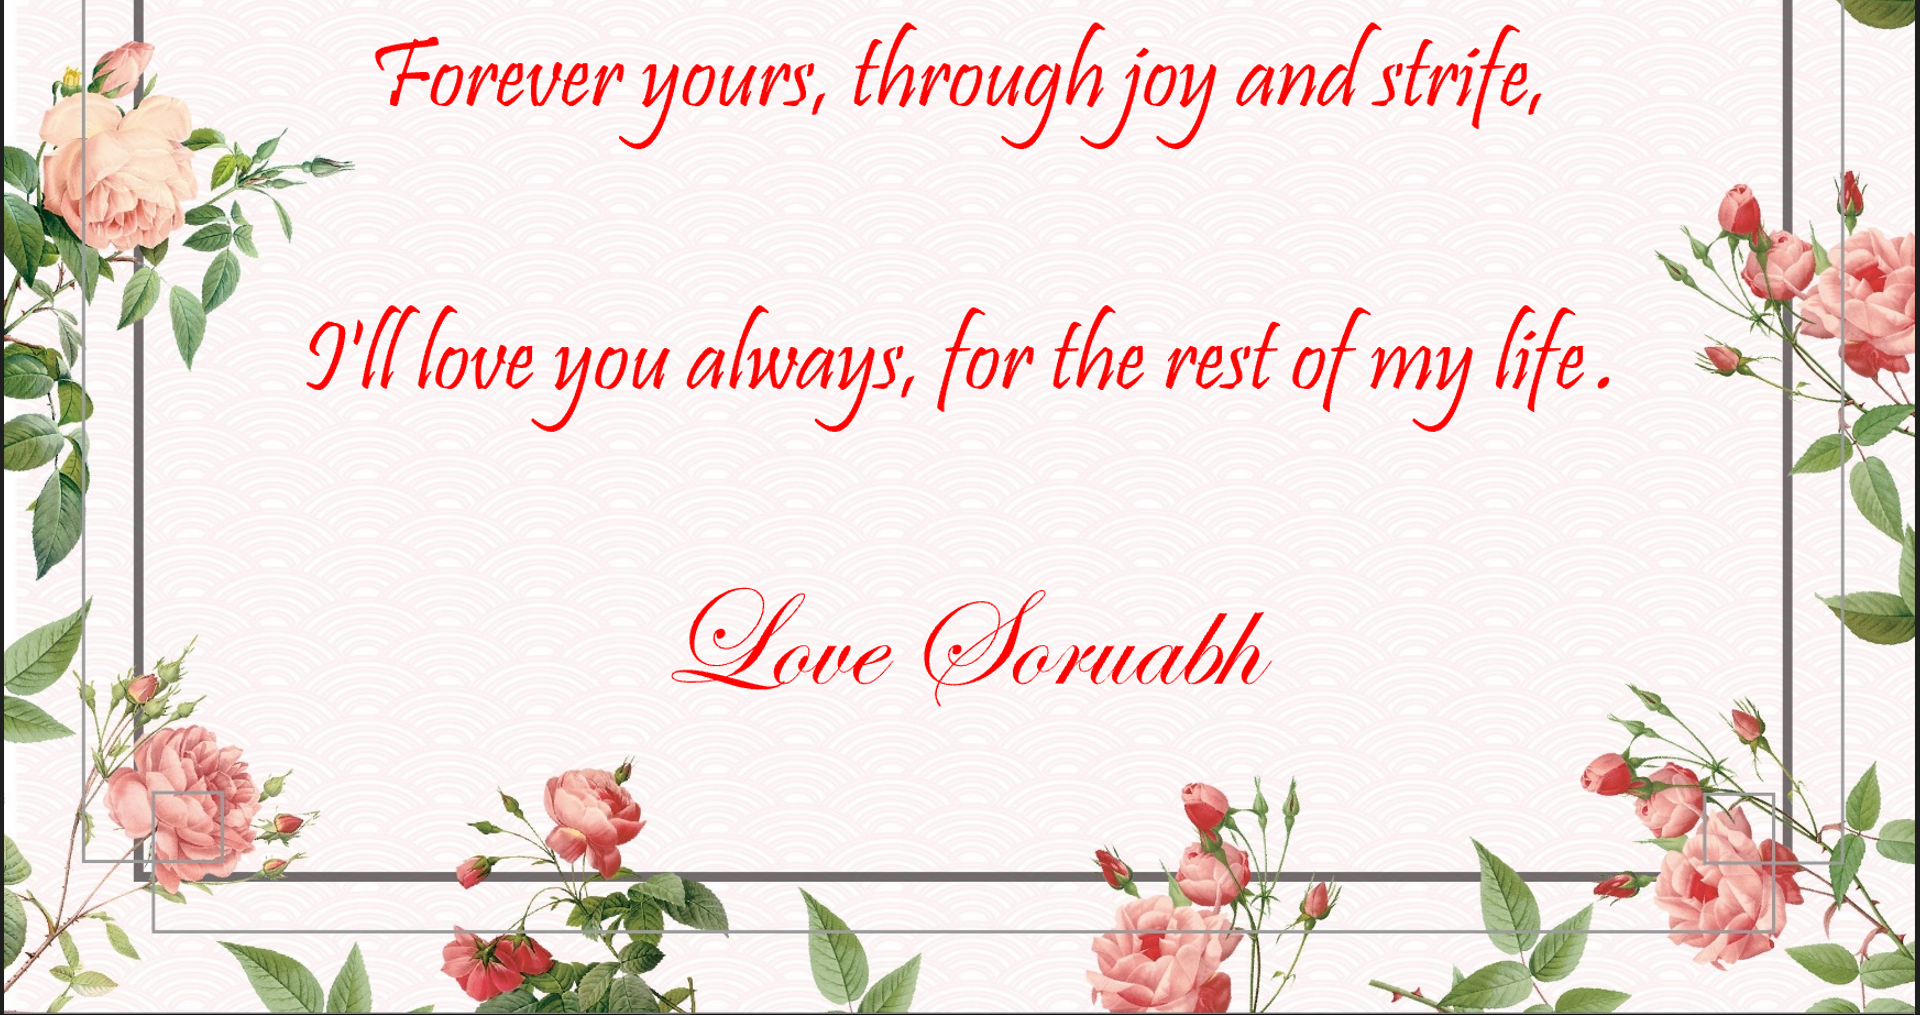 Forever yours, through joy and strife,
I'll love you always, for the rest of my life.
Love Soruabh